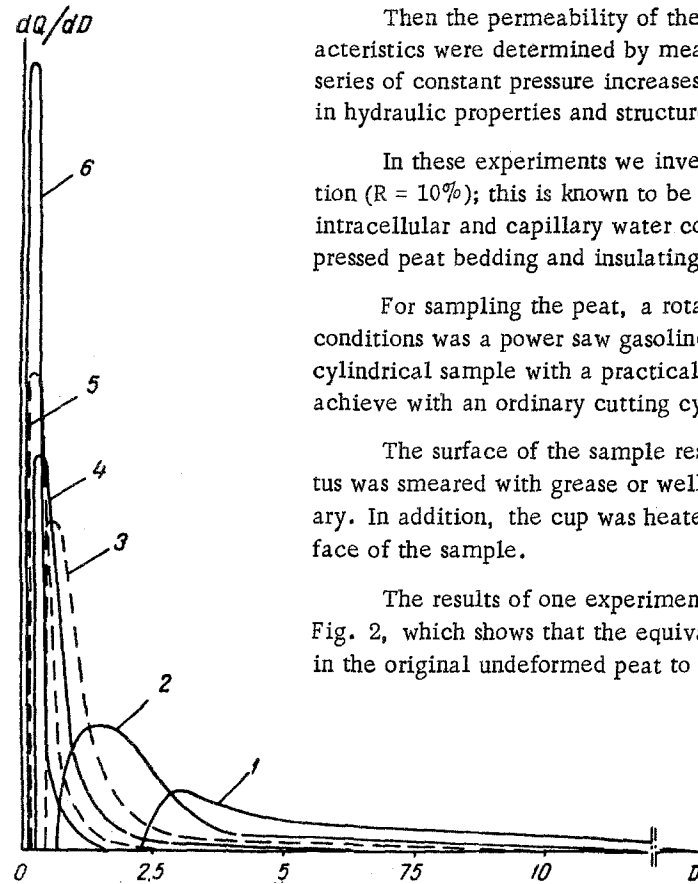 dQ/dD
6
5
4
3
2
1
0
2,5
5
75
10
D
Then the permeability of the
acteristics were determined by mea
series of constant pressure increases
in hydraulic properties and structur
In these experiments we inve
tion (R = 10%); this is known to be
intracellular and capillary water co
pressed peat bedding and insulating
For sampling the peat, a rota
conditions was a power saw gasolin
cylindrical sample with a practical
achieve with an ordinary cutting cy
The surface of the sample res
tus was smeared with grease or well
ary. In addition, the cup was heate
face of the sample.
The results of one experimen
Fig. 2, which shows that the equiva
in the original undeformed peat to